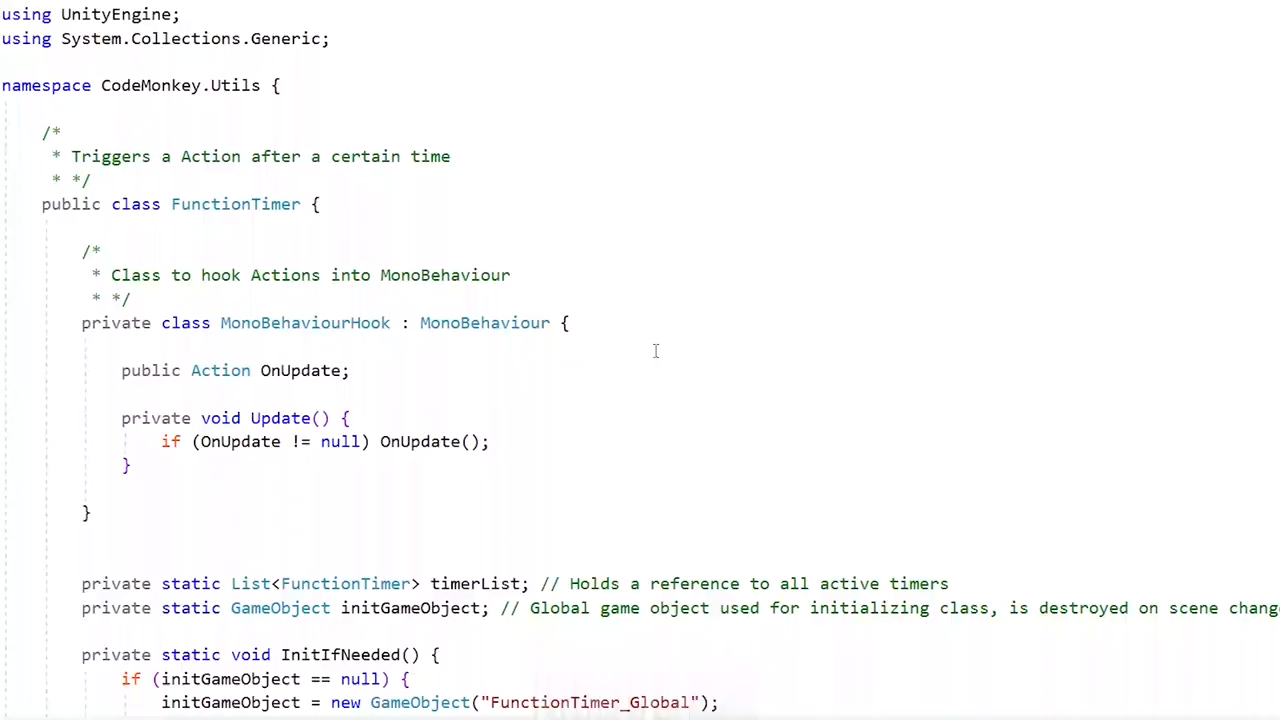 using UnityEngine;
using System.Collections.Generic;
namespace CodeMonkey.Utils {
/*
* Triggers a Action after a certain time
* */
public class FunctionTimer {
/*
* Class to hook Actions into MonoBehaviour
* */
private class MonoBehaviourHook : MonoBehaviour {
public Action OnUpdate;
private void Update() {
if (OnUpdate != null) OnUpdate();
}
}
private static List<FunctionTimer> timerList; // Holds a reference to all active timers
private static GameObject initGameObject; // Global game object used for initializing class, is destroyed on scene chang
private static void InitIfNeeded() {
if (initGameObject == null) {
initGameObject = new GameObject("FunctionTimer_Global");